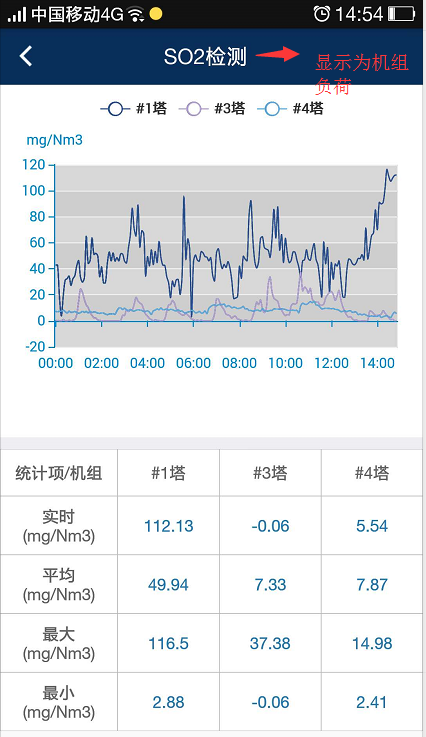 中国移动4G 14:54
SO2检测
显示为机组
负荷
#1塔 #3塔 #4塔
mg/Nm3
120
100
80
60
40
20
0
-20
00:00 02:00 04:00 06:00 08:00 10:00 12:00 14:00
统计项/机组 #1塔 #3塔 #4塔
实时
(mg/Nm3) 112.13 -0.06 5.54
平均
(mg/Nm3) 49.94 7.33 7.87
最大
(mg/Nm3) 116.5 37.38 14.98
最小
(mg/Nm3) 2.88 -0.06 2.41